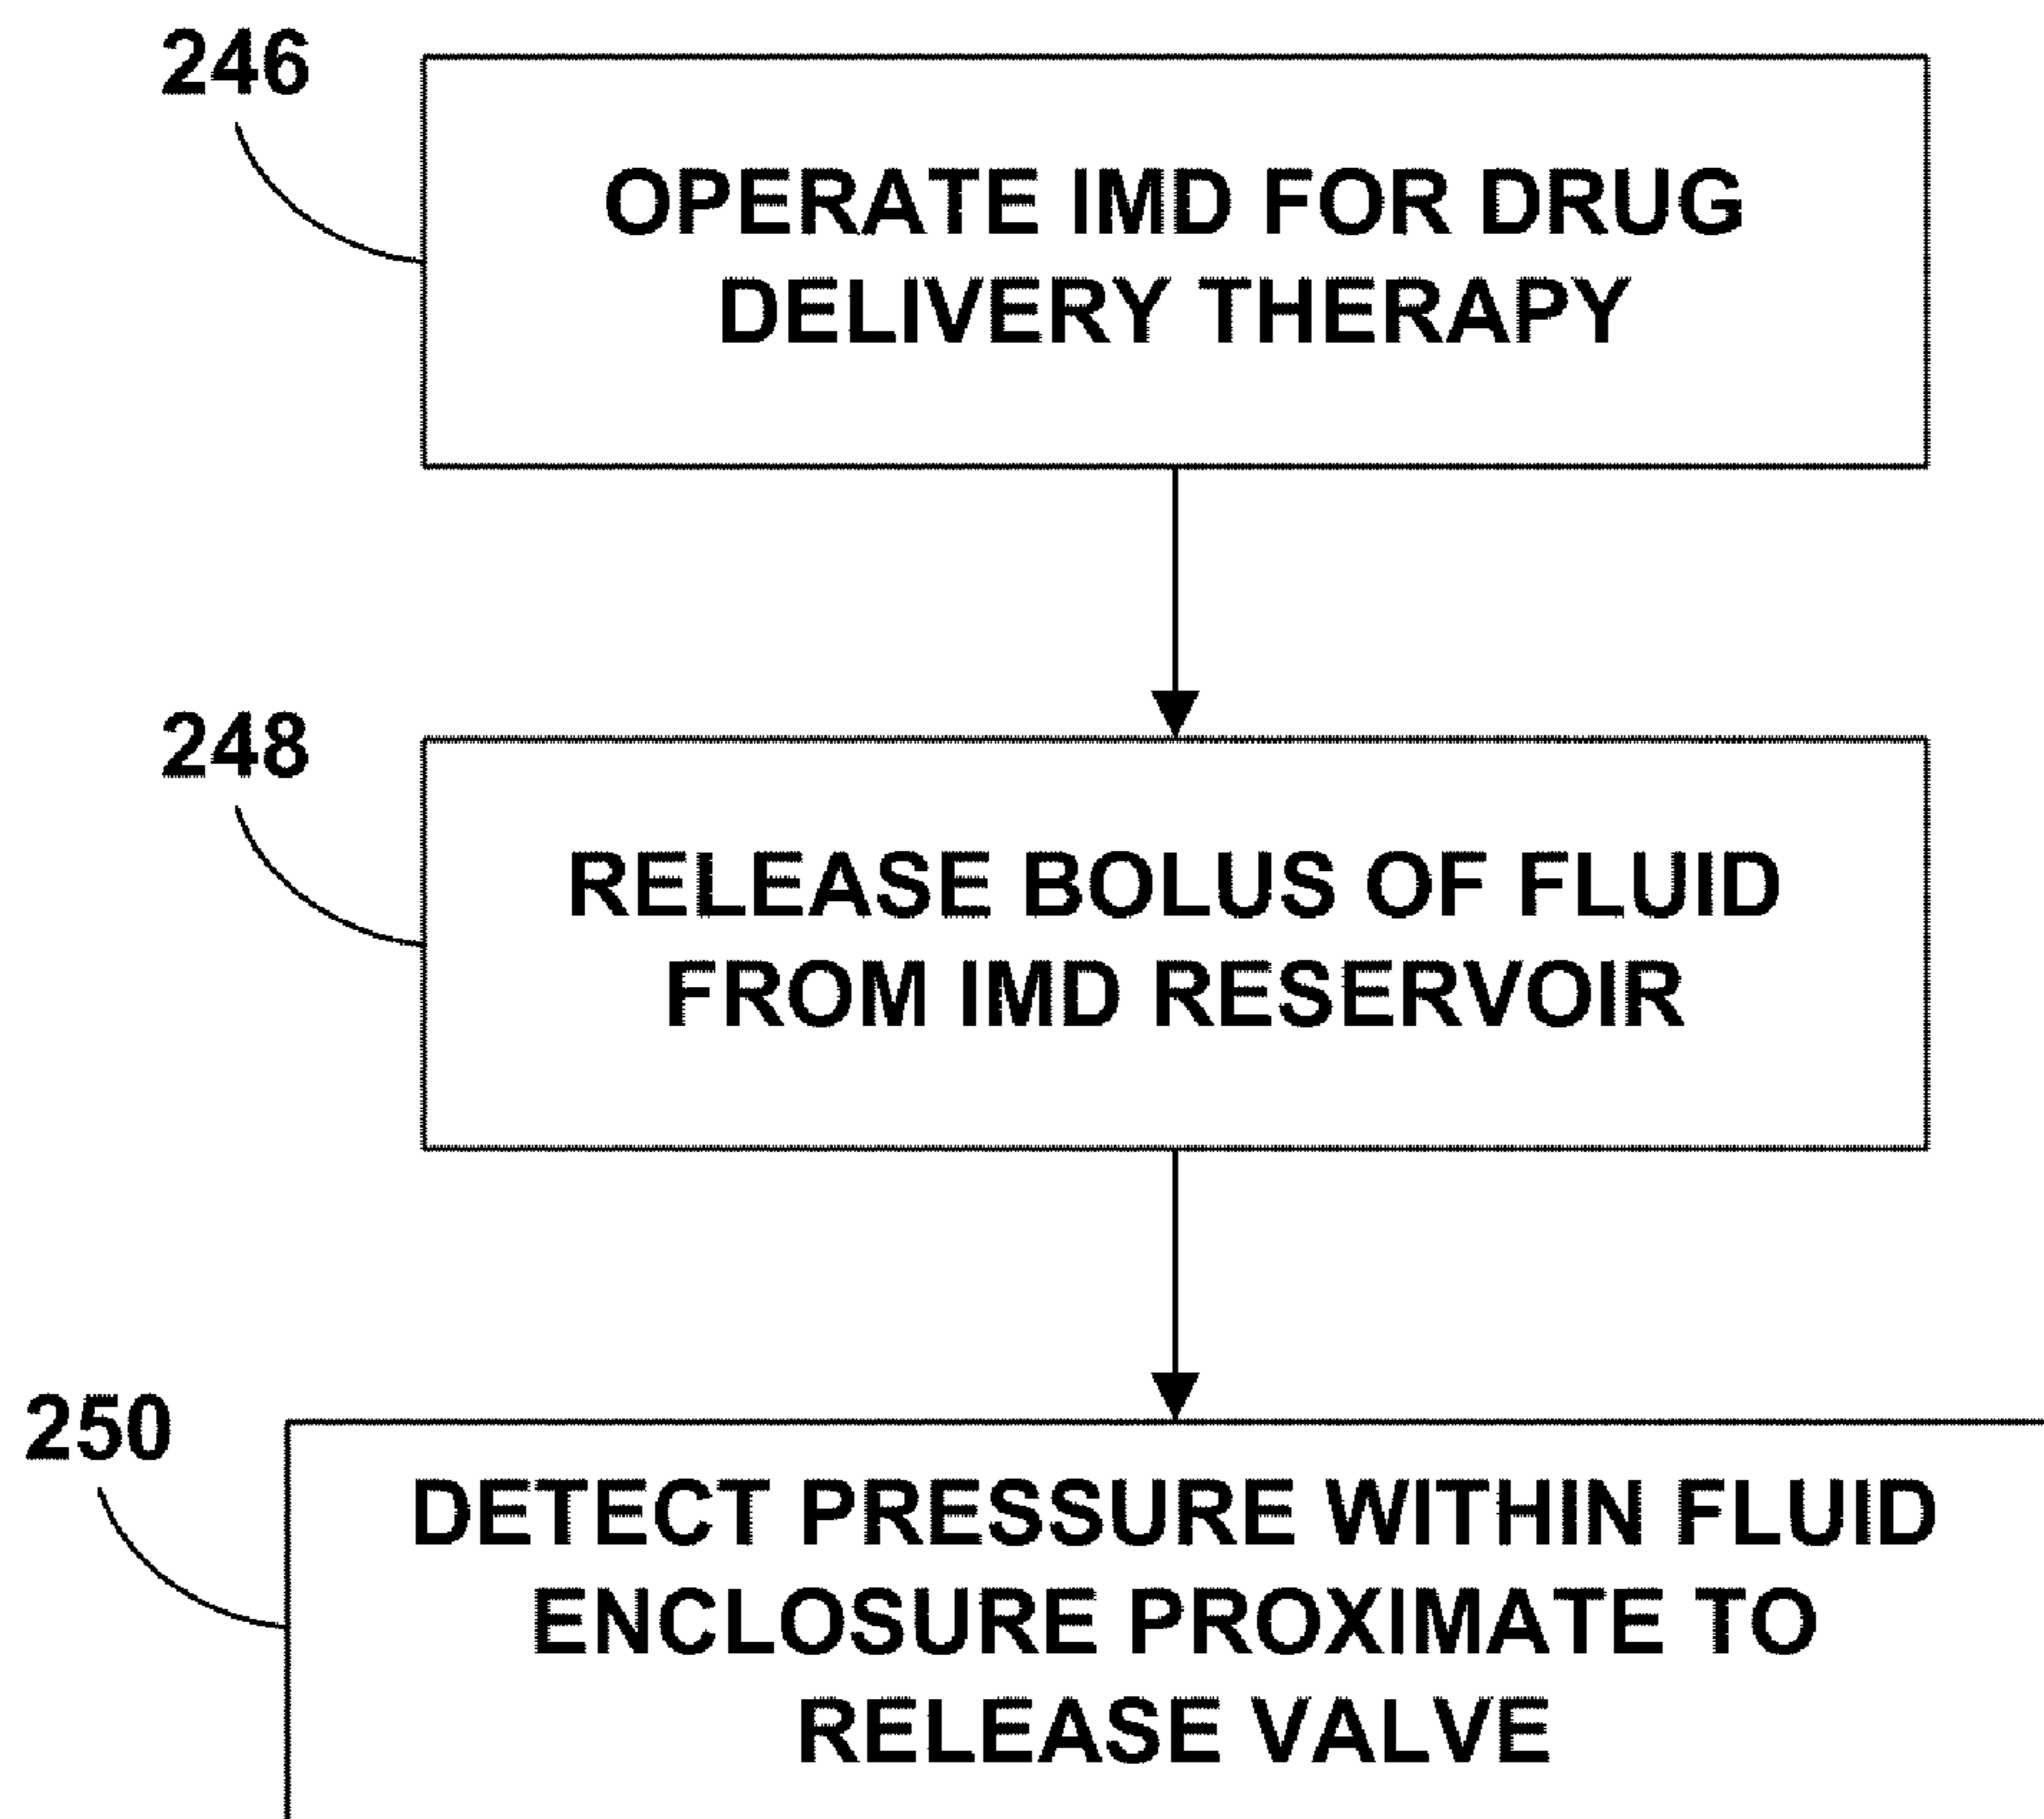 246
OPERATE IMD FOR DRUG
DELIVERY THERAPY
248
RELEASE BOLUS OF FLUID
FROM IMD RESERVOIR
250
DETECT PRESSURE WITHIN FLUID
ENCLOSURE PROXIMATE TO
RELEASE VALVE